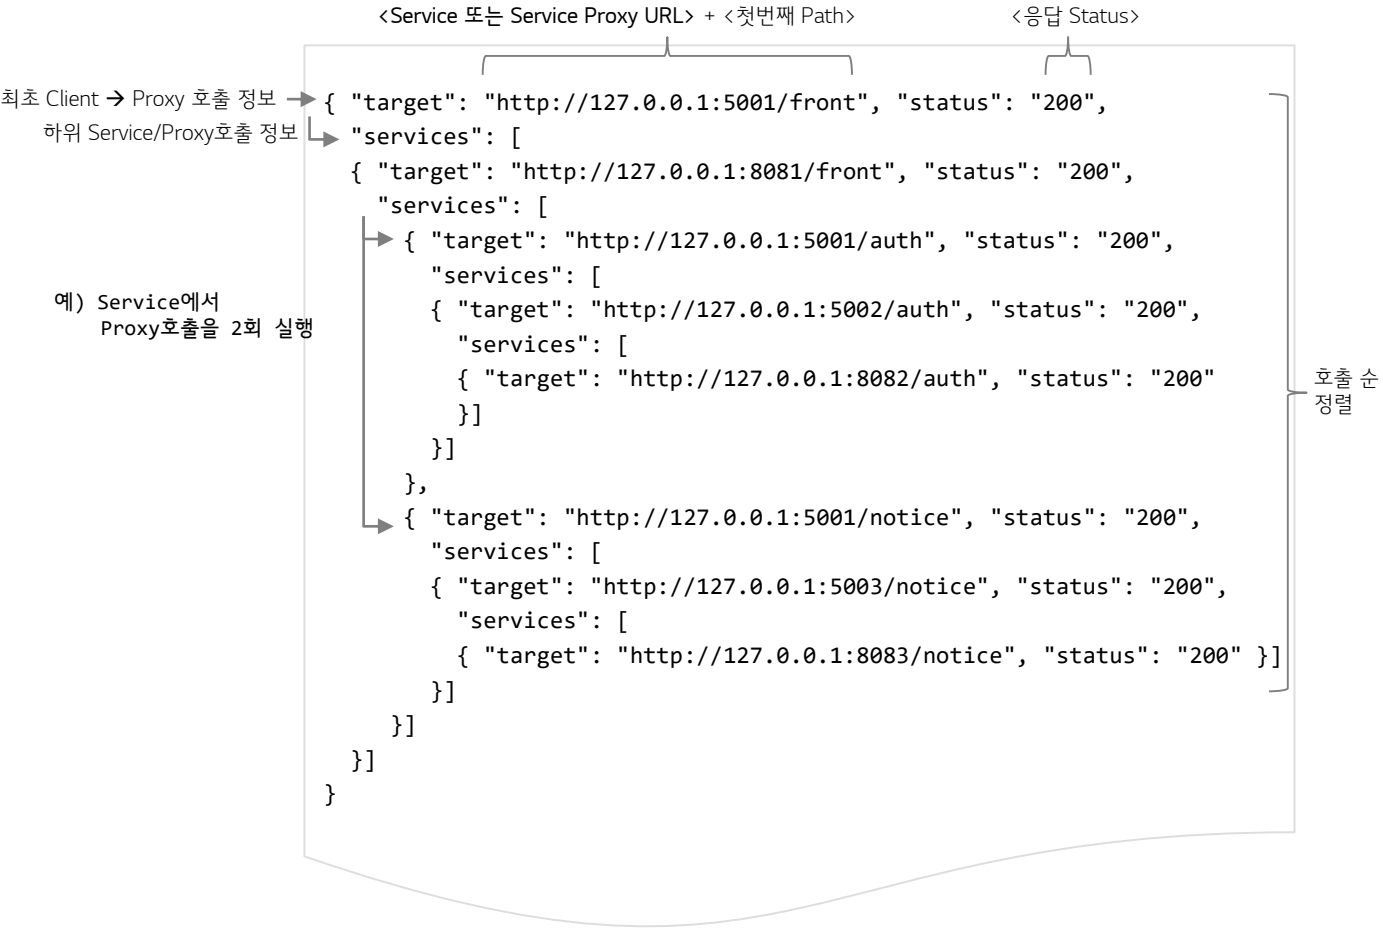 <Service 또는 Service Proxy URL> + <첫번째 Path>
<응답 Status>
최초 Client → Proxy 호출 정보
하위 Service/Proxy호출 정보
{ "target": "http://127.0.0.1:5001/front", "status": "200",
"services": [
{ "target": "http://127.0.0.1:8081/front", "status": "200",
"services": [
{ "target": "http://127.0.0.1:5001/auth", "status": "200",
"services": [
{ "target": "http://127.0.0.1:5002/auth", "status": "200",
"services": [
{ "target": "http://127.0.0.1:8082/auth", "status": "200"
}]
}]
},
{ "target": "http://127.0.0.1:5001/notice", "status": "200",
"services": [
{ "target": "http://127.0.0.1:5003/notice", "status": "200",
"services": [
{ "target": "http://127.0.0.1:8083/notice", "status": "200" }]
}]
}]
}]
}
예) Service에서
Proxy호출을 2회 실행
호출 순
정렬